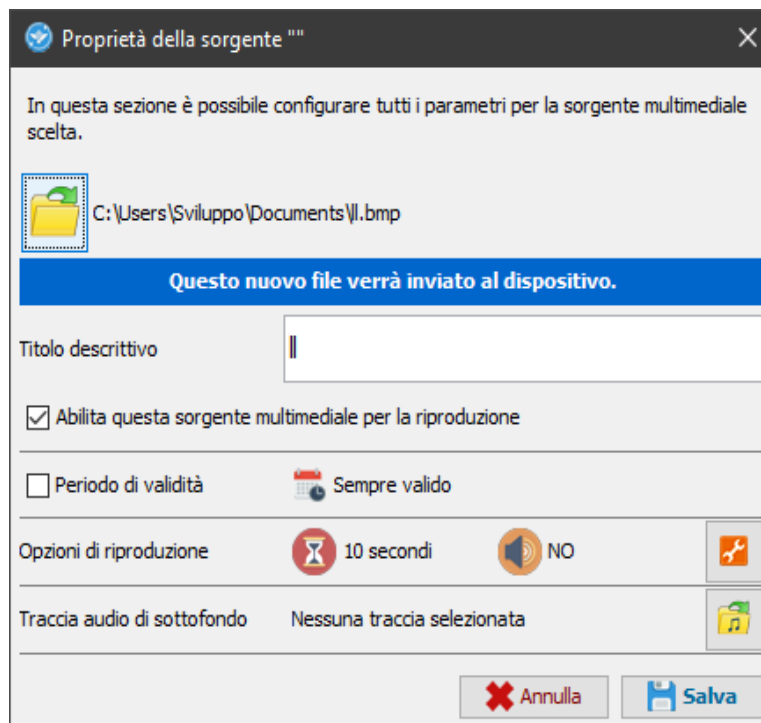 Proprietà della sorgente ""
In questa sezione è possibile configurare tutti i parametri per la sorgente multimediale
scelta.
C:\Users\Sviluppo\Documents\ll.bmp
Questo nuovo file verrà inviato al dispositivo.
Titolo descrittivo
ll
Abilita questa sorgente multimediale per la riproduzione
Periodo di validità Sempre valido
Opzioni di riproduzione 10 secondi NO
Traccia audio di sottofondo Nessuna traccia selezionata
Annulla Salva